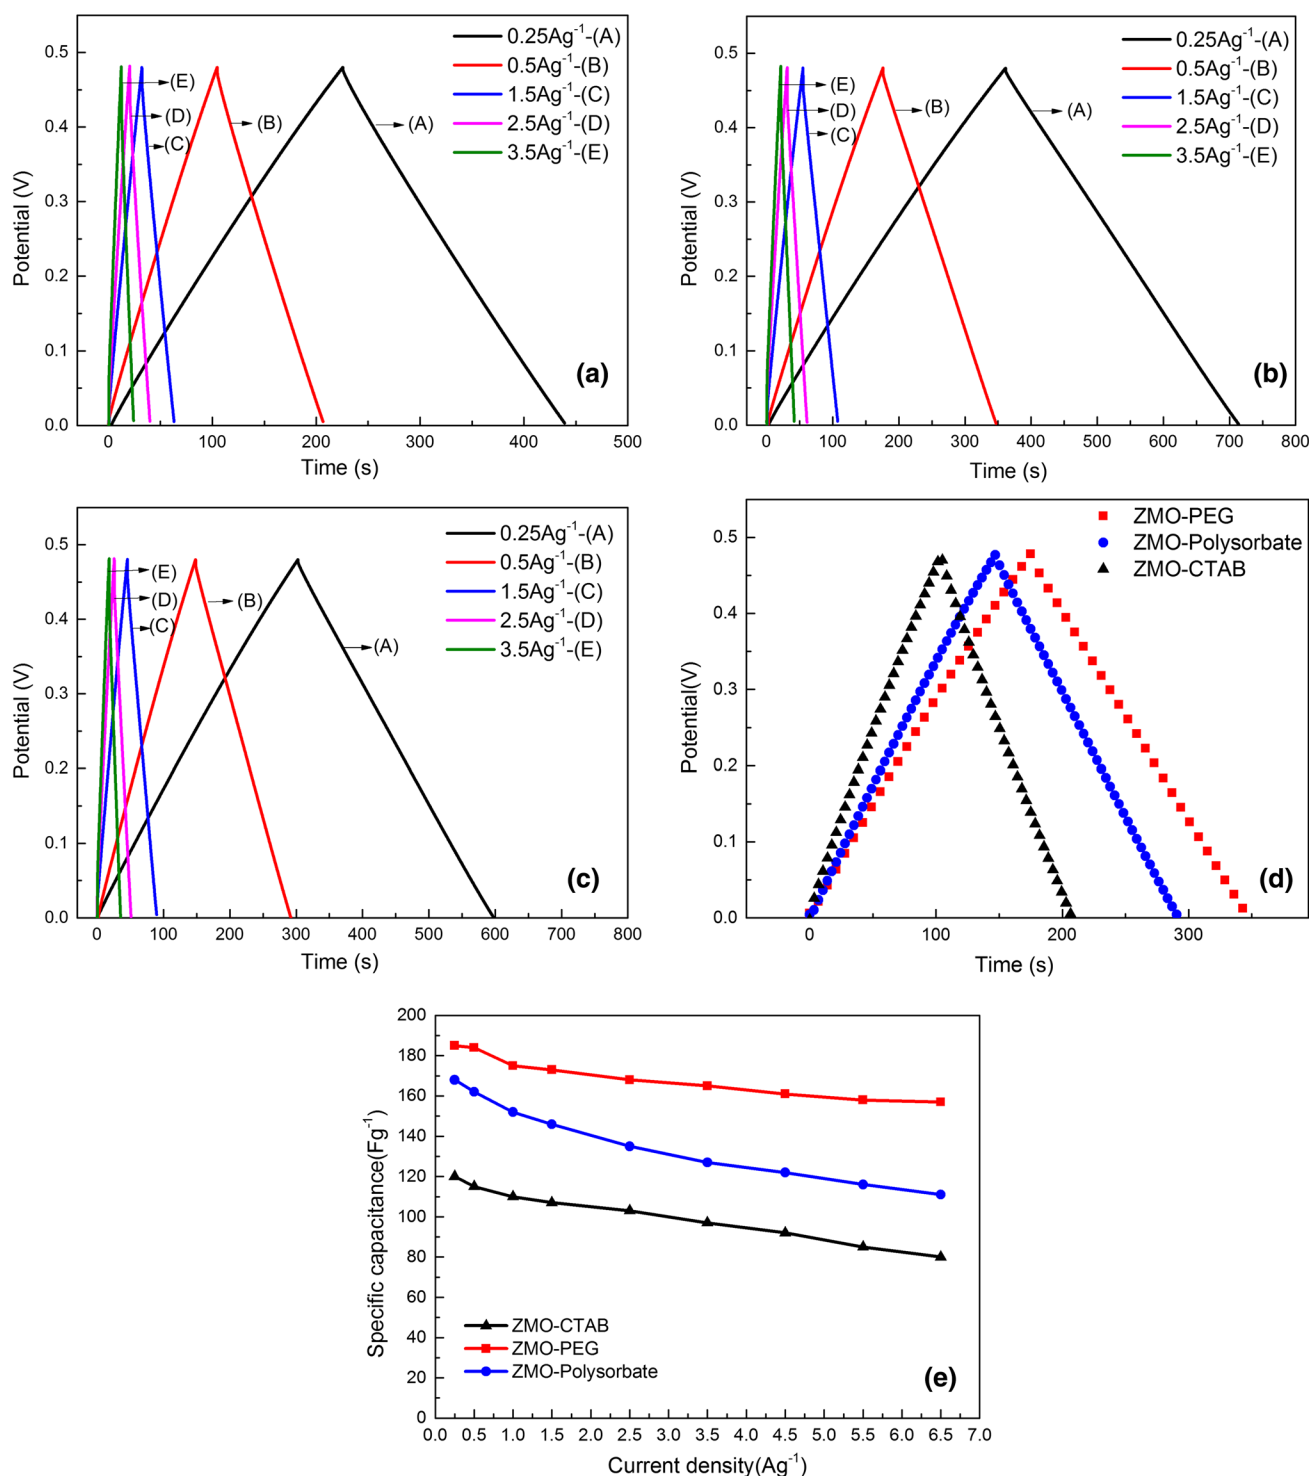 0.25Ag⁻¹-(A)
0.5Ag⁻¹-(B)
1.5Ag⁻¹-(C)
2.5Ag⁻¹-(D)
3.5Ag⁻¹-(E)
(E)
(D)
(C)
(B)
(A)
0.5
0.4
0.3
0.2
0.1
0.0
Potential (V)
0 100 200 300 400 500
Time (s)
(a)
0.25Ag⁻¹-(A)
0.5Ag⁻¹-(B)
1.5Ag⁻¹-(C)
2.5Ag⁻¹-(D)
3.5Ag⁻¹-(E)
(E)
(D)
(C)
(B)
(A)
0.5
0.4
0.3
0.2
0.1
0.0
Potential (V)
0 100 200 300 400 500 600 700 800
Time (s)
(b)
0.25Ag⁻¹-(A)
0.5Ag⁻¹-(B)
1.5Ag⁻¹-(C)
2.5Ag⁻¹-(D)
3.5Ag⁻¹-(E)
(E)
(D)
(C)
(B)
(A)
0.5
0.4
0.3
0.2
0.1
0.0
Potential (V)
0 100 200 300 400 500 600 700 800
Time (s)
(c)
ZMO-PEG
ZMO-Polysorbate
ZMO-CTAB
0.5
0.4
0.3
0.2
0.1
0.0
Potential(V)
0 100 200 300
Time (s)
(d)
200
180
160
140
120
100
80
60
40
20
0
Specific capacitance(Fg⁻¹)
ZMO-CTAB
ZMO-PEG
ZMO-Polysorbate
(e)
0.0 0.5 1.0 1.5 2.0 2.5 3.0 3.5 4.0 4.5 5.0 5.5 6.0 6.5 7.0
Current density(Ag⁻¹)